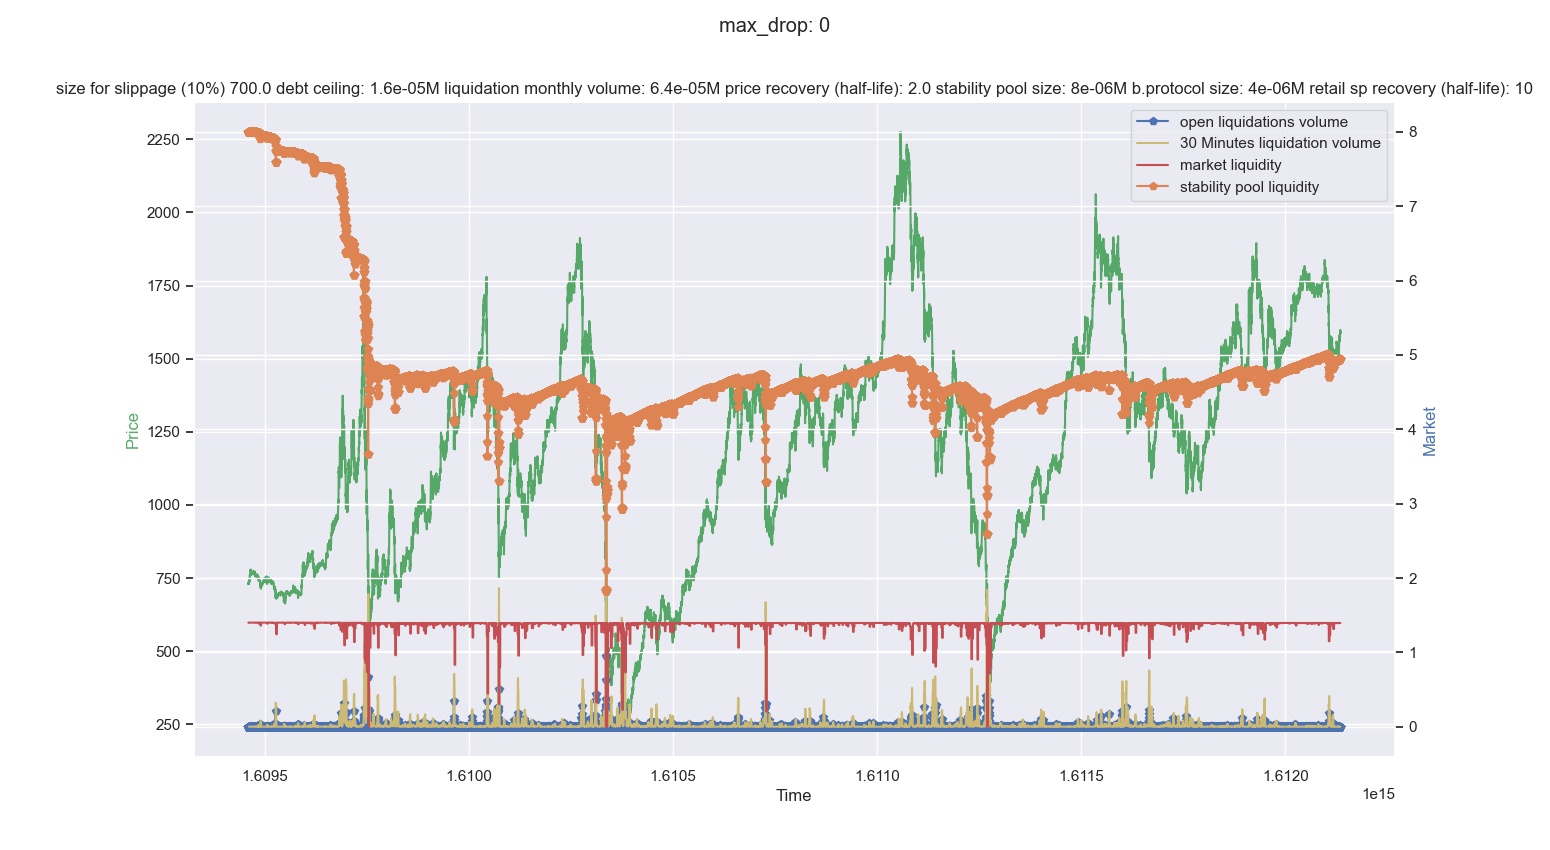 max_drop: 0
size for slippage (10%) 700.0 debt ceiling: 1.6e-05M liquidation monthly volume: 6.4e-05M price recovery (half-life): 2.0 stability pool size: 8e-06M b.protocol size: 4e-06M retail sp recovery (half-life): 10
open liquidations volume
30 Minutes liquidation volume
market liquidity
stability pool liquidity
2250
2000
1750
1500
1250
1000
750
500
250
Price
8
7
6
5
4
3
2
1
0
Market
1.6095
1.6100
1.6105
1.6110
1.6115
1.6120
Time
1e15